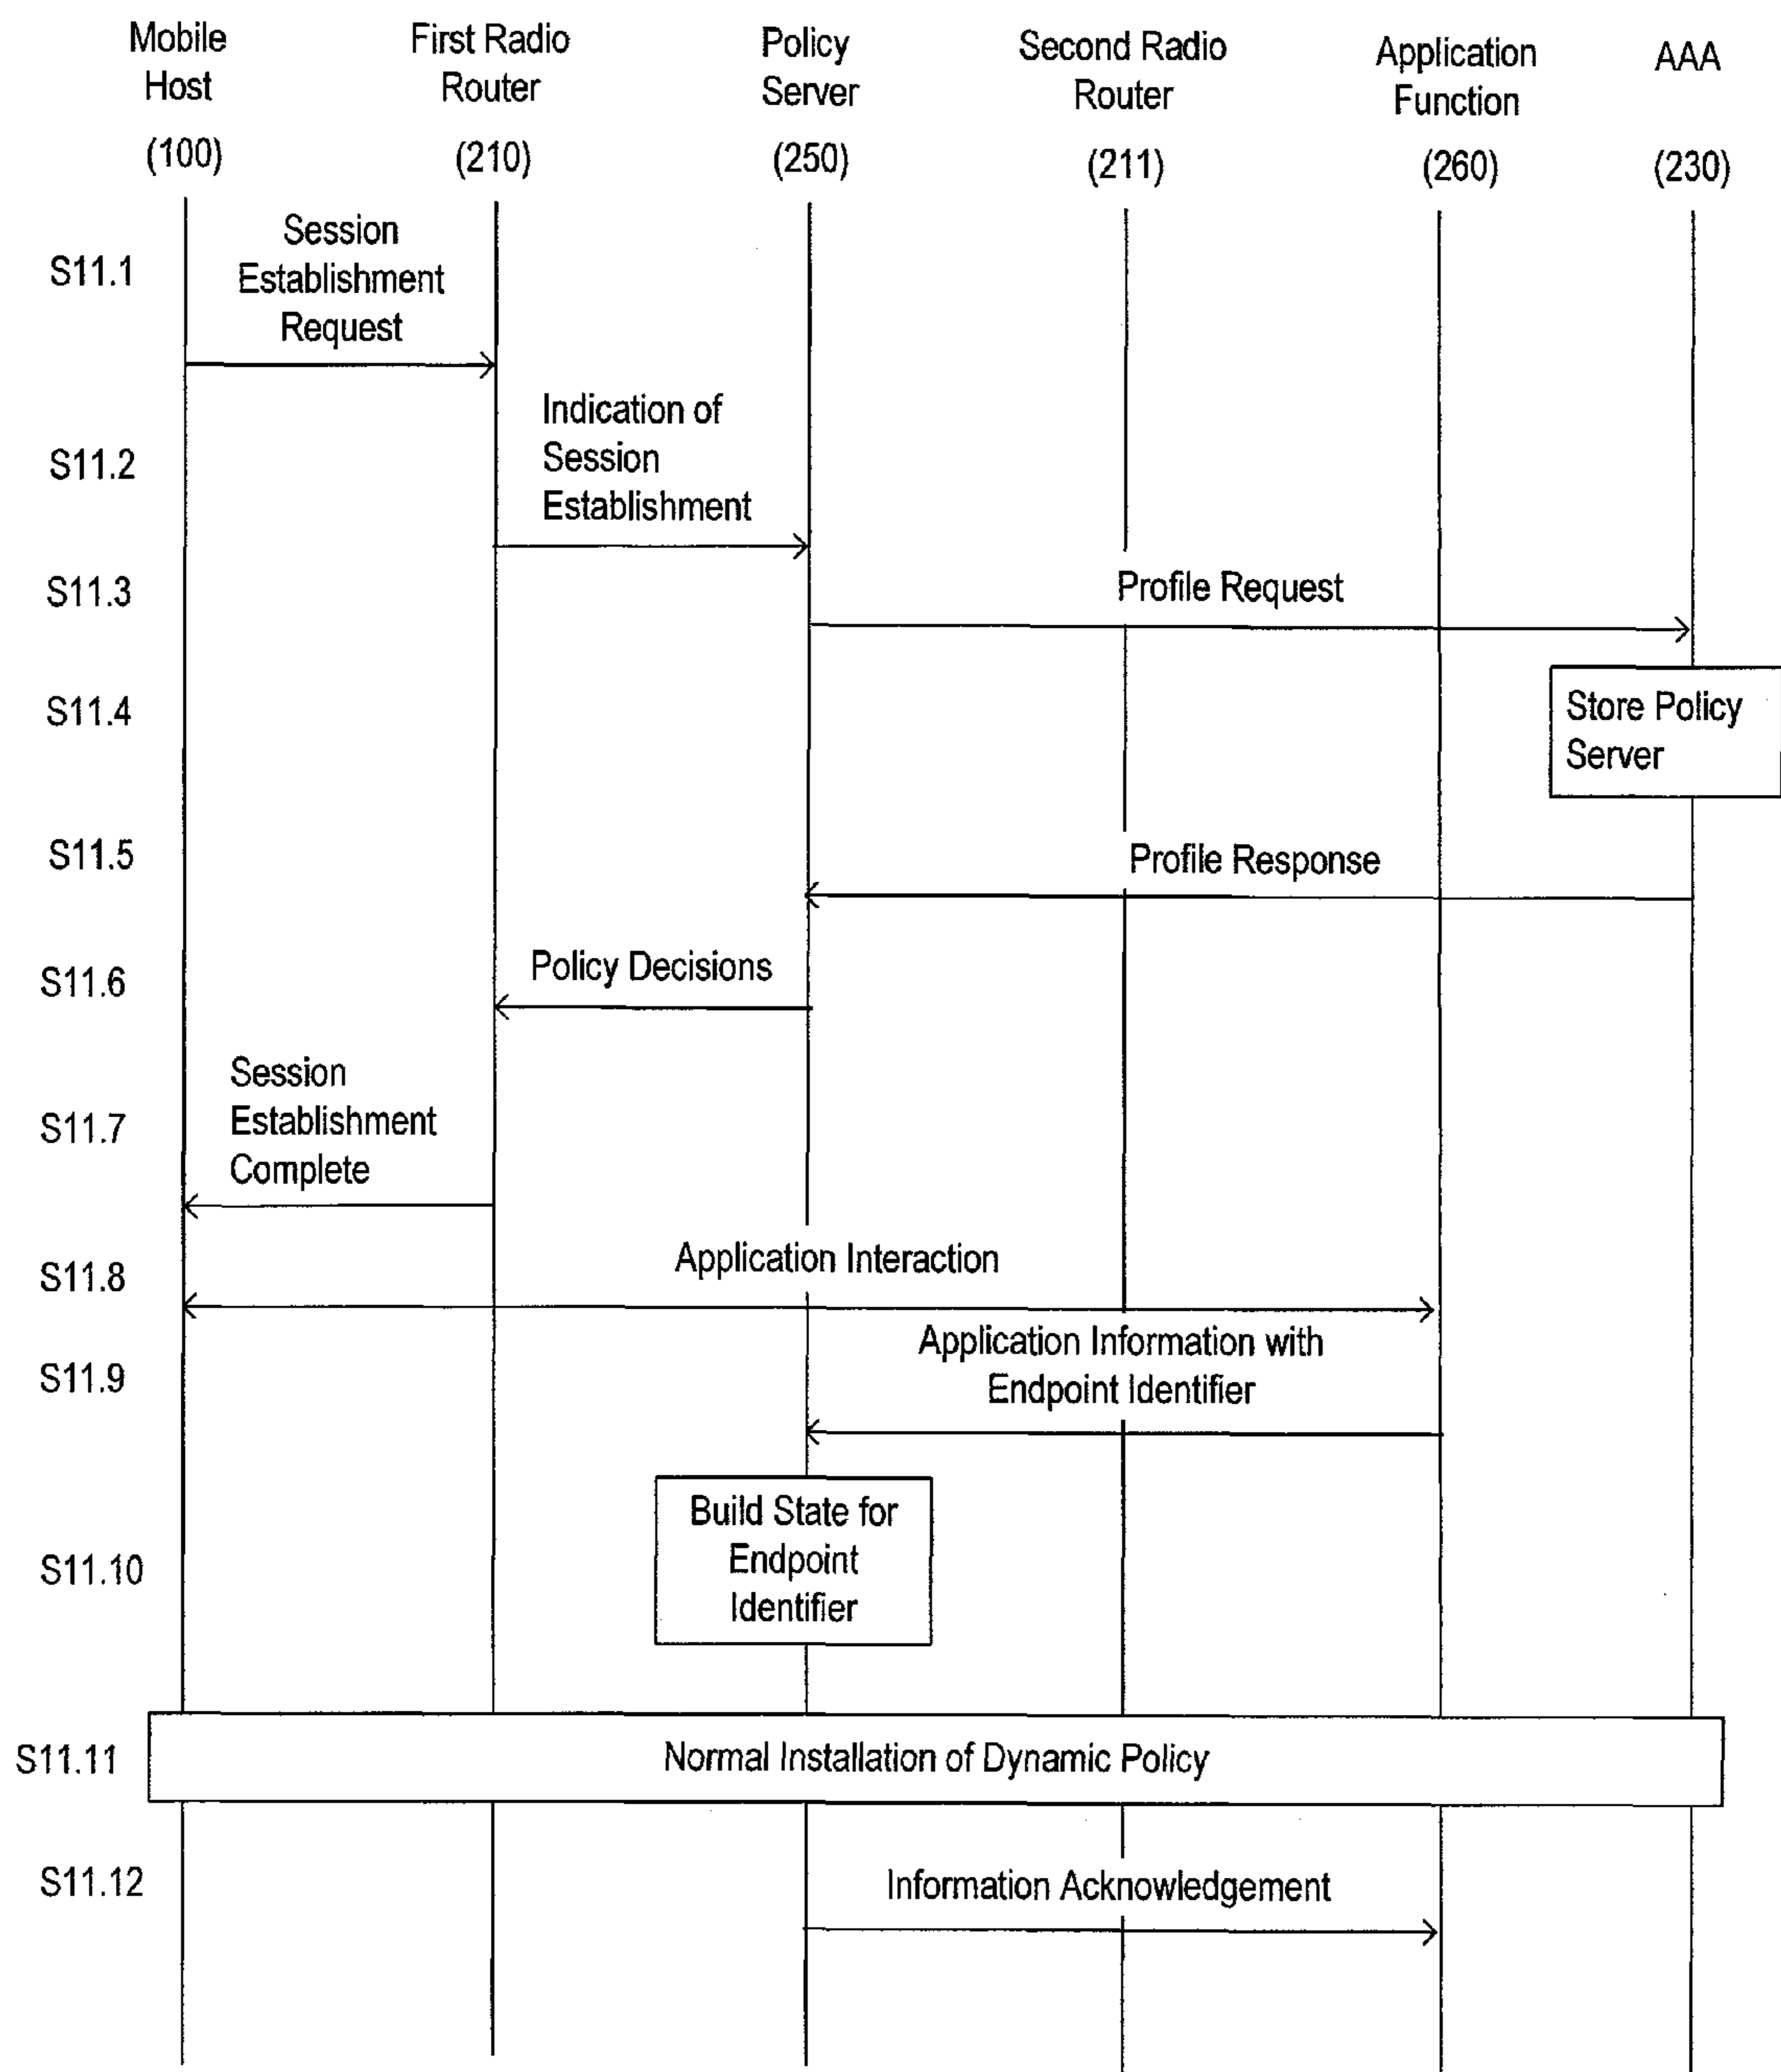 Mobile
Host
(100)
First Radio
Router
(210)
Policy
Server
(250)
Second Radio
Router
(211)
Application
Function
(260)
AAA
(230)
S11.1
Session
Establishment
Request
S11.2
Indication of
Session
Establishment
S11.3
Profile Request
S11.4
Store Policy
Server
S11.5
Profile Response
S11.6
Policy Decisions
S11.7
Session
Establishment
Complete
S11.8
Application Interaction
S11.9
Application Information with
Endpoint Identifier
S11.10
Build State for
Endpoint
Identifier
S11.11
Normal Installation of Dynamic Policy
S11.12
Information Acknowledgement